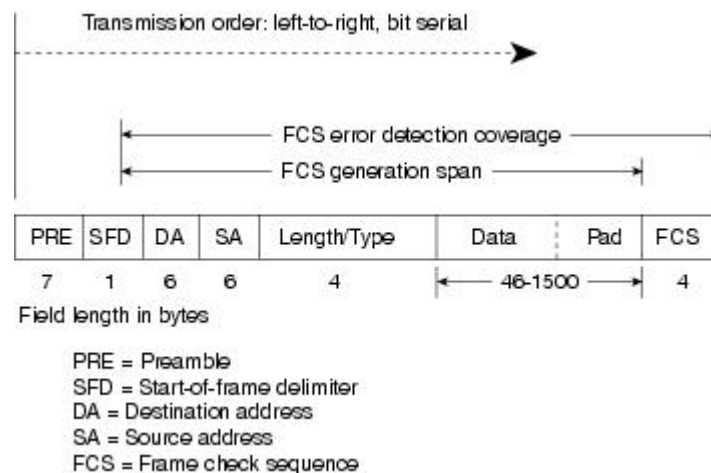 Transmission order: left-to-right, bit serial
FCS error detection coverage
FCS generation span
PRE SFD DA SA Length/Type Data Pad FCS
7 1 6 6 4 46-1500 4
Field length in bytes
PRE = Preamble
SFD = Start-of-frame delimiter
DA = Destination address
SA = Source address
FCS = Frame check sequence